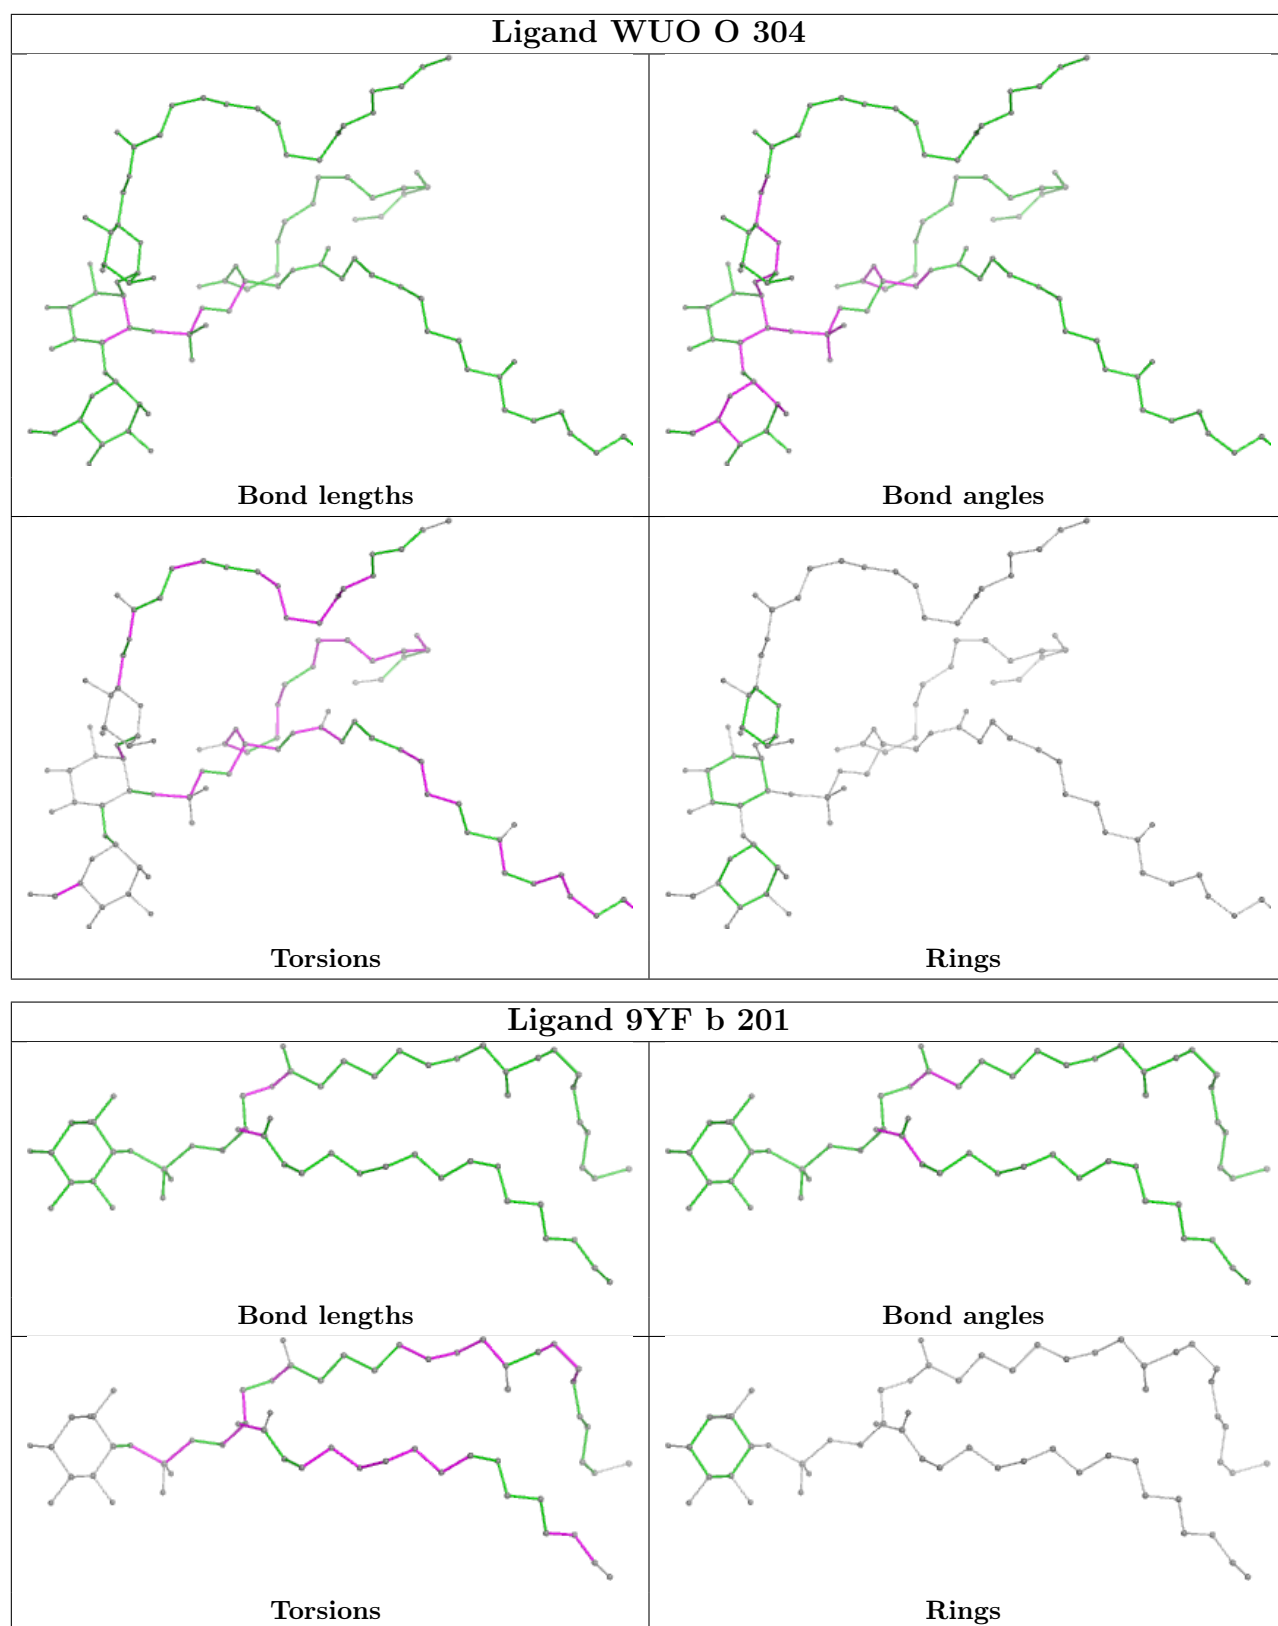 Ligand WUO O 304
Bond lengths
Bond angles
Torsions
Rings
Ligand 9YF b 201
Bond lengths
Bond angles
Torsions
Rings